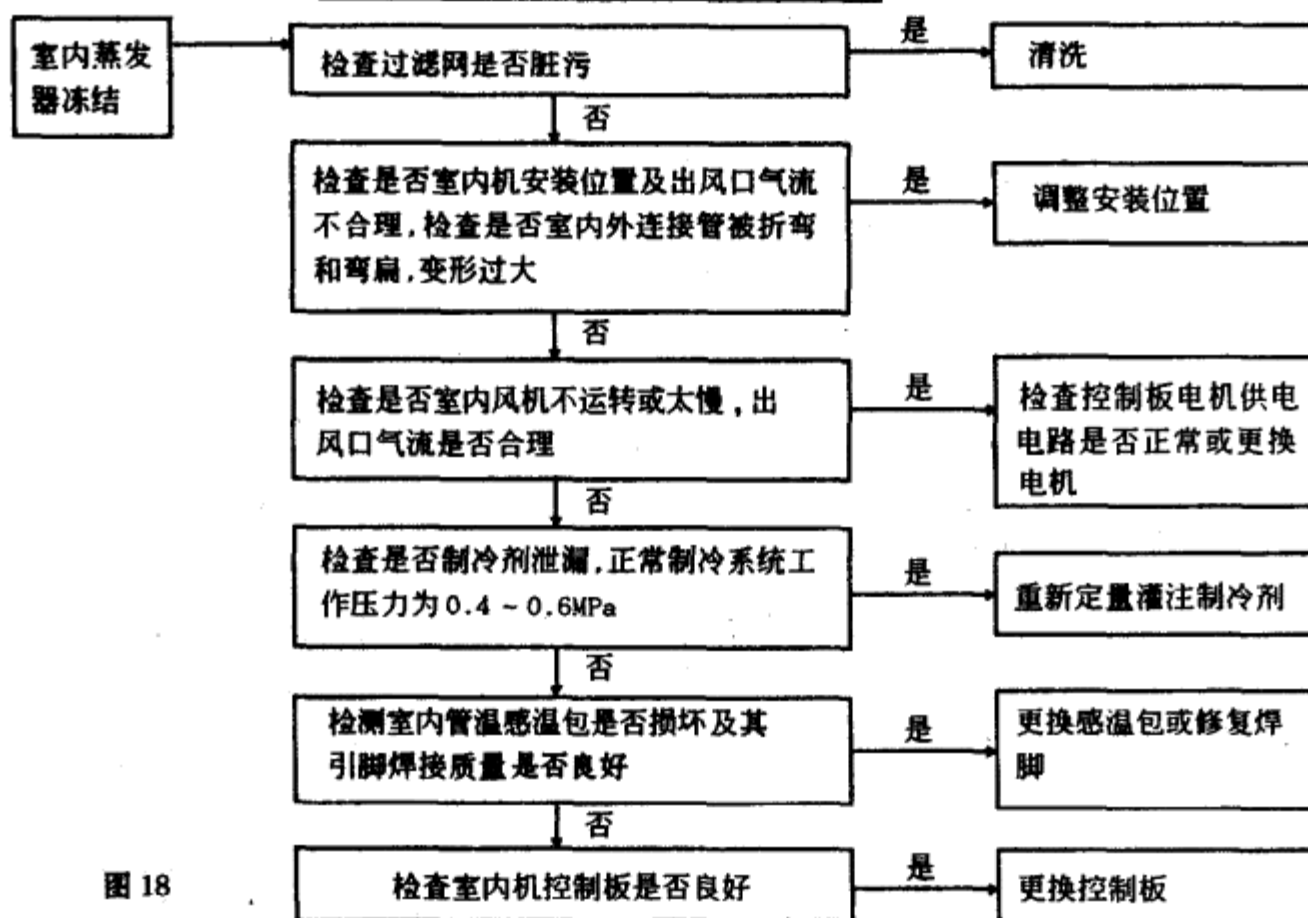 室内蒸发
器冻结
检查过滤网是否脏污
是
清洗
否
检查是否室内机安装位置及出风口气流
不合理,检查是否室内外连接管被折弯
和弯扁,变形过大
是
调整安装位置
否
检查是否室内风机不运转或太慢,出
风口气流是否合理
是
检查控制板电机供电
电路是否正常或更换
电机
否
检查是否制冷剂泄漏,正常制冷系统工
作压力为0.4~0.6MPa
是
重新定量灌注制冷剂
否
检测室内管温感温包是否损坏及其
引脚焊接质量是否良好
是
更换感温包或修复焊
脚
否
检查室内机控制板是否良好
是
更换控制板
图18